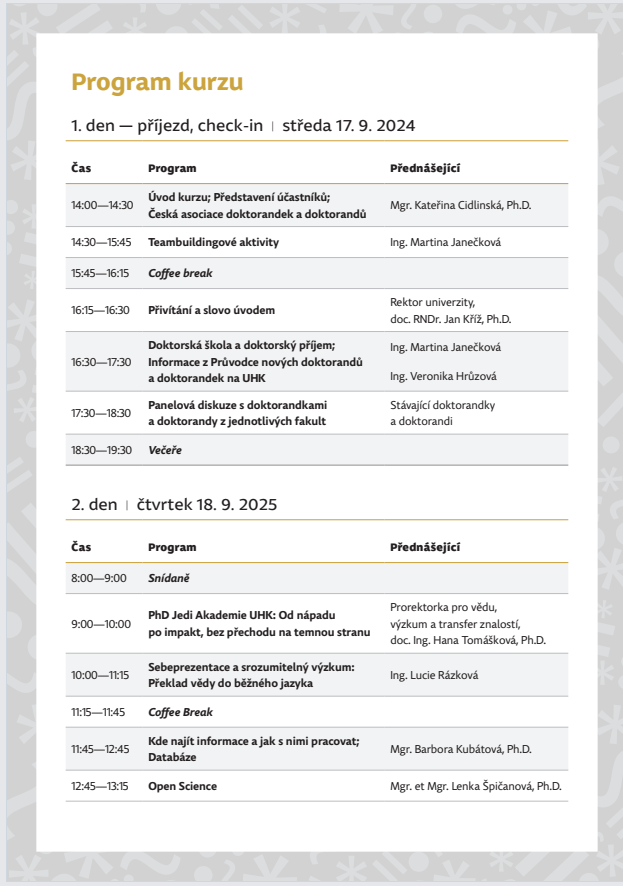 Program kurzu
1. den — příjezd, check-in | středa 17. 9. 2024
Čas Program Přednášející
14:00—14:30 Úvod kurzu; Představení účastníků;
Česká asociace doktorandek a doktorandů
Mgr. Kateřina Cidlinská, Ph.D.
14:30—15:45 Teambuildingové aktivity Ing. Martina Janečková
15:45—16:15 Coffee break
16:15—16:30 Přivítání a slovo úvodem
Rektor univerzity,
doc. RNDr. Jan Kříž, Ph.D.
16:30—17:30
Doktorská škola a doktorský příjem;
Informace z Průvodce nových doktorandů
a doktorandek na UHK
Ing. Martina Janečková
Ing. Veronika Hrůzová
17:30—18:30
Panelová diskuze s doktorandkami
a doktorandy z jednotlivých fakult
Stávající doktorandky
a doktorandi
18:30—19:30 Večeře
2. den | čtvrtek 18. 9. 2025
Čas Program Přednášející
8:00—9:00 Snídaně
9:00—10:00
PhD Jedi Akademie UHK: Od nápadu
po impakt, bez přechodu na temnou stranu
Prorektorka pro vědu,
výzkum a transfer znalostí,
doc. Ing. Hana Tomášková, Ph.D.
10:00—11:15
Sebeprezentace a srozumitelný výzkum:
Překlad vědy do běžného jazyka
Ing. Lucie Rázková
11:15—11:45 Coffee Break
11:45—12:45
Kde najít informace a jak s nimi pracovat;
Databáze
Mgr. Barbora Kubátová, Ph.D.
12:45—13:15 Open Science Mgr. et Mgr. Lenka Špičanová, Ph.D.